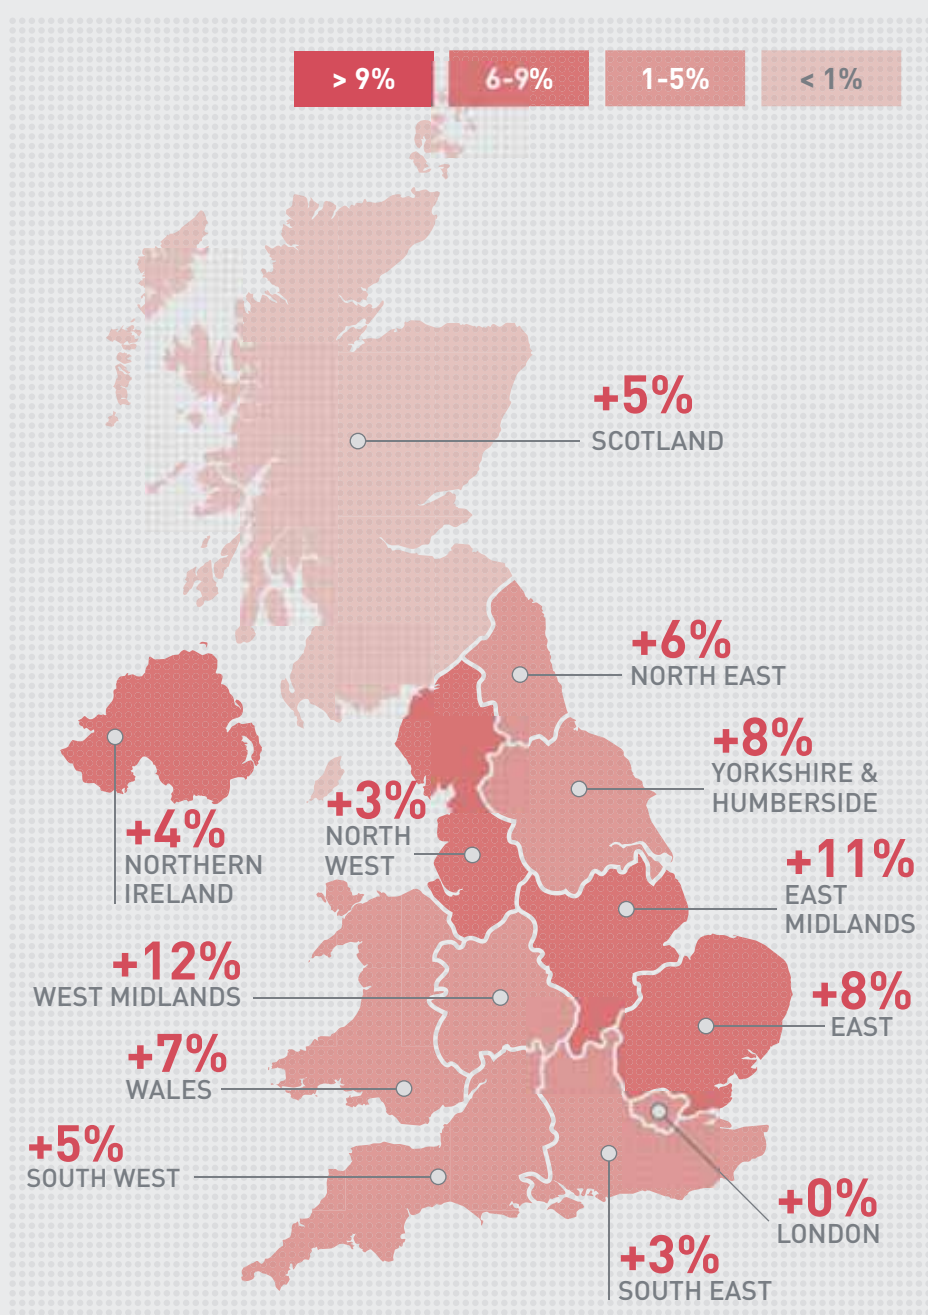 > 9%
6-9%
1-5%
< 1%
+5%
SCOTLAND
+6%
NORTH EAST
+8%
YORKSHIRE &
HUMBERSIDE
+3%
NORTH
WEST
+4%
NORTHERN
IRELAND
+11%
EAST
MIDLANDS
+12%
WEST MIDLANDS
+8%
EAST
+7%
WALES
+5%
SOUTH WEST
+0%
LONDON
+3%
SOUTH EAST